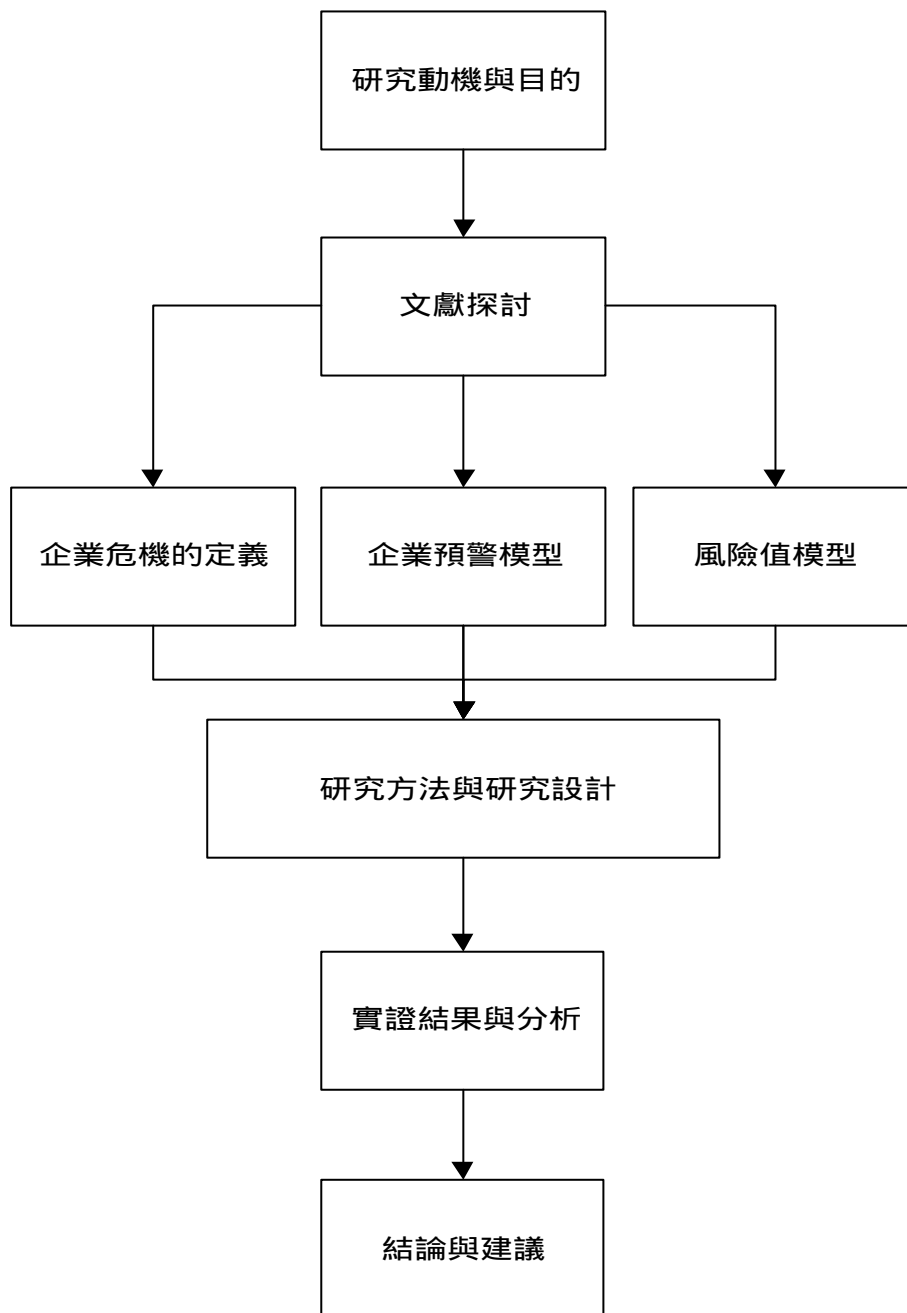 研究動機與目的
文獻探討
企業危機的定義
企業預警模型
風險值模型
研究方法與研究設計
實證結果與分析
結論與建議